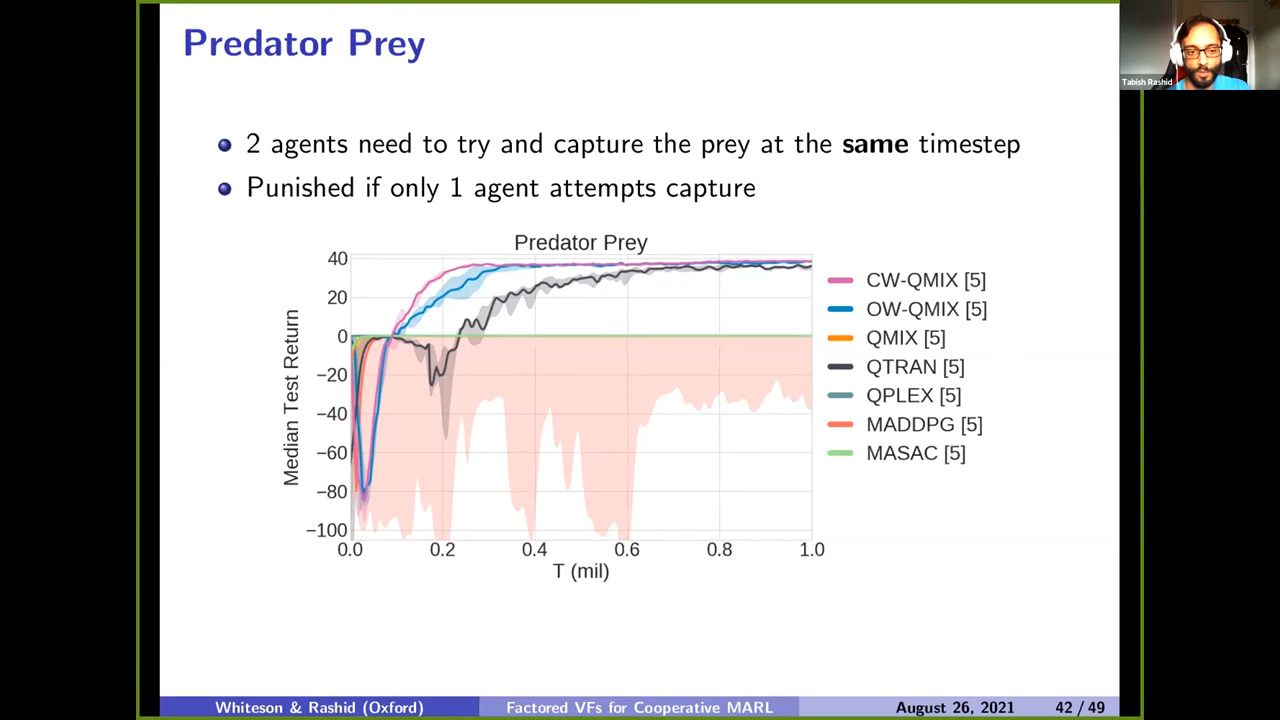 Predator Prey
Tabish Rashid
2 agents need to try and capture the prey at the same timestep
Punished if only 1 agent attempts capture
Predator Prey
40
20
0
−20
−40
−60
−80
−100
Median Test Return
0.0 0.2 0.4 0.6 0.8 1.0
T (mil)
CW-QMIX [5]
OW-QMIX [5]
QMIX [5]
QTRAN [5]
QPLEX [5]
MADDPG [5]
MASAC [5]
Whiteson & Rashid (Oxford) Factored VFs for Cooperative MARL August 26, 2021 42 / 49